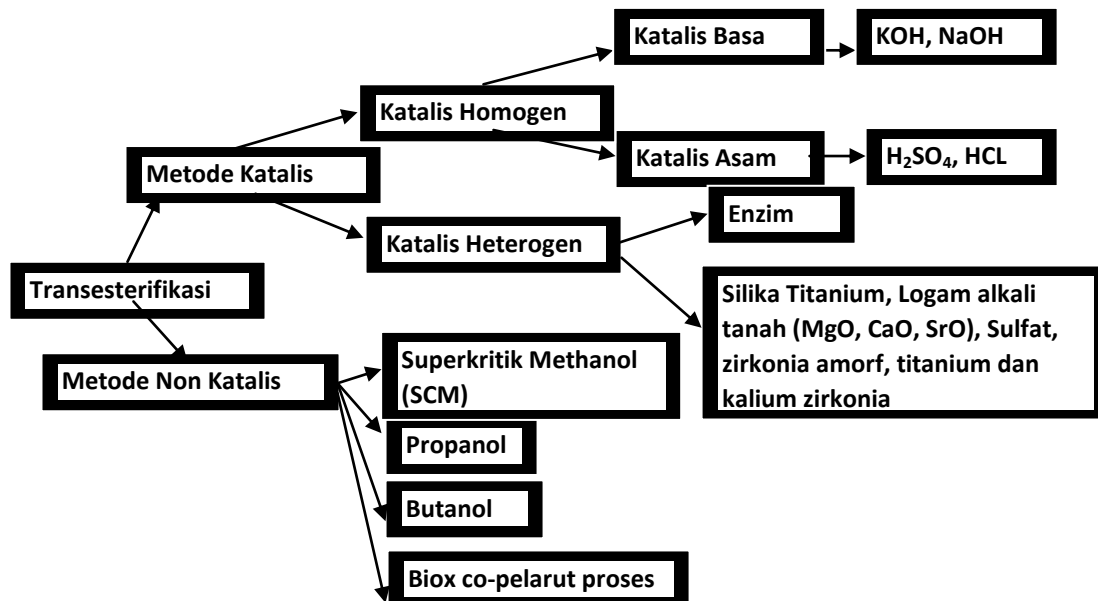 Katalis Basa
KOH, NaOH
Katalis Homogen
Katalis Asam
H₂SO₄, HCL
Metode Katalis
Enzim
Katalis Heterogen
Transesterifikasi
Silika Titanium, Logam alkali
tanah (MgO, CaO, SrO), Sulfat,
zirkonia amorf, titanium dan
kalium zirkonia
Metode Non Katalis
Superkritik Methanol
(SCM)
Propanol
Butanol
Biox co-pelarut proses